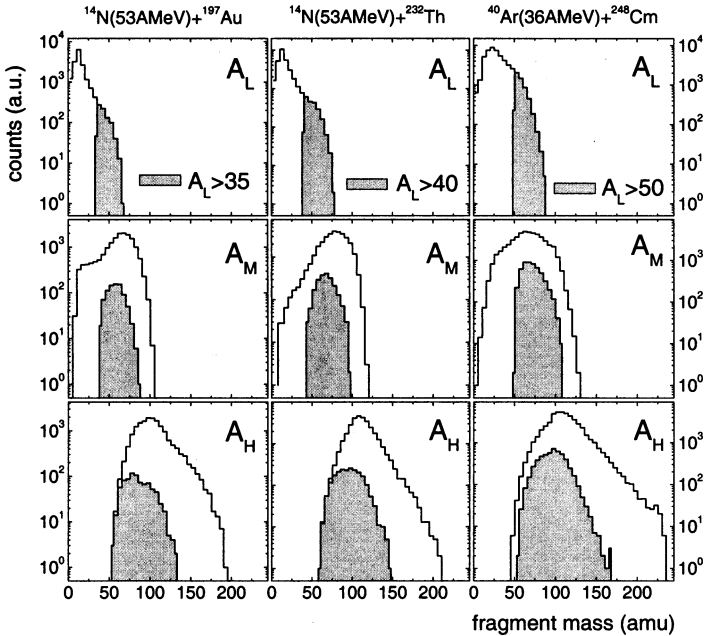 ¹⁴N(53AMeV)+¹⁹⁷Au ¹⁴N(53AMeV)+²³²Th ⁴⁰Ar(36AMeV)+²⁴⁸Cm
counts (a.u.)
10⁴ A_L A_L A_L 10⁴
10³ 10³
10² 10²
10¹ A_L>35 A_L>40 A_L>50 10¹
10⁰ 10⁰
10³ A_M A_M A_M 10³
10² 10²
10¹ 10¹
10⁰ 10⁰
10³ A_H A_H A_H 10³
10² 10²
10¹ 10¹
10⁰ 10⁰
0 50 100 150 200 0 50 100 150 200 0 50 100 150 200
fragment mass (amu)